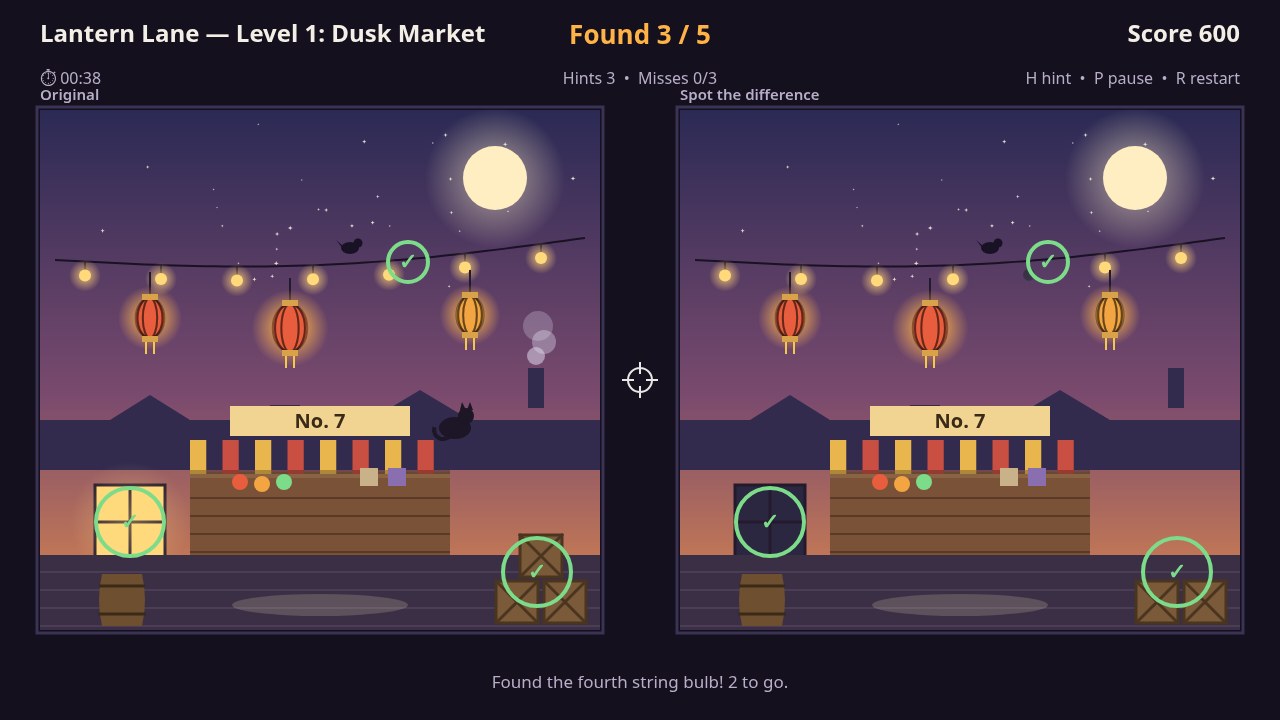 Lantern Lane — Level 1: Dusk Market
Found 3 / 5
Score 600
⏱ 00:38
Hints 3 • Misses 0/3
H hint • P pause • R restart
Original
Spot the difference
No. 7
No. 7
Found the fourth string bulb! 2 to go.